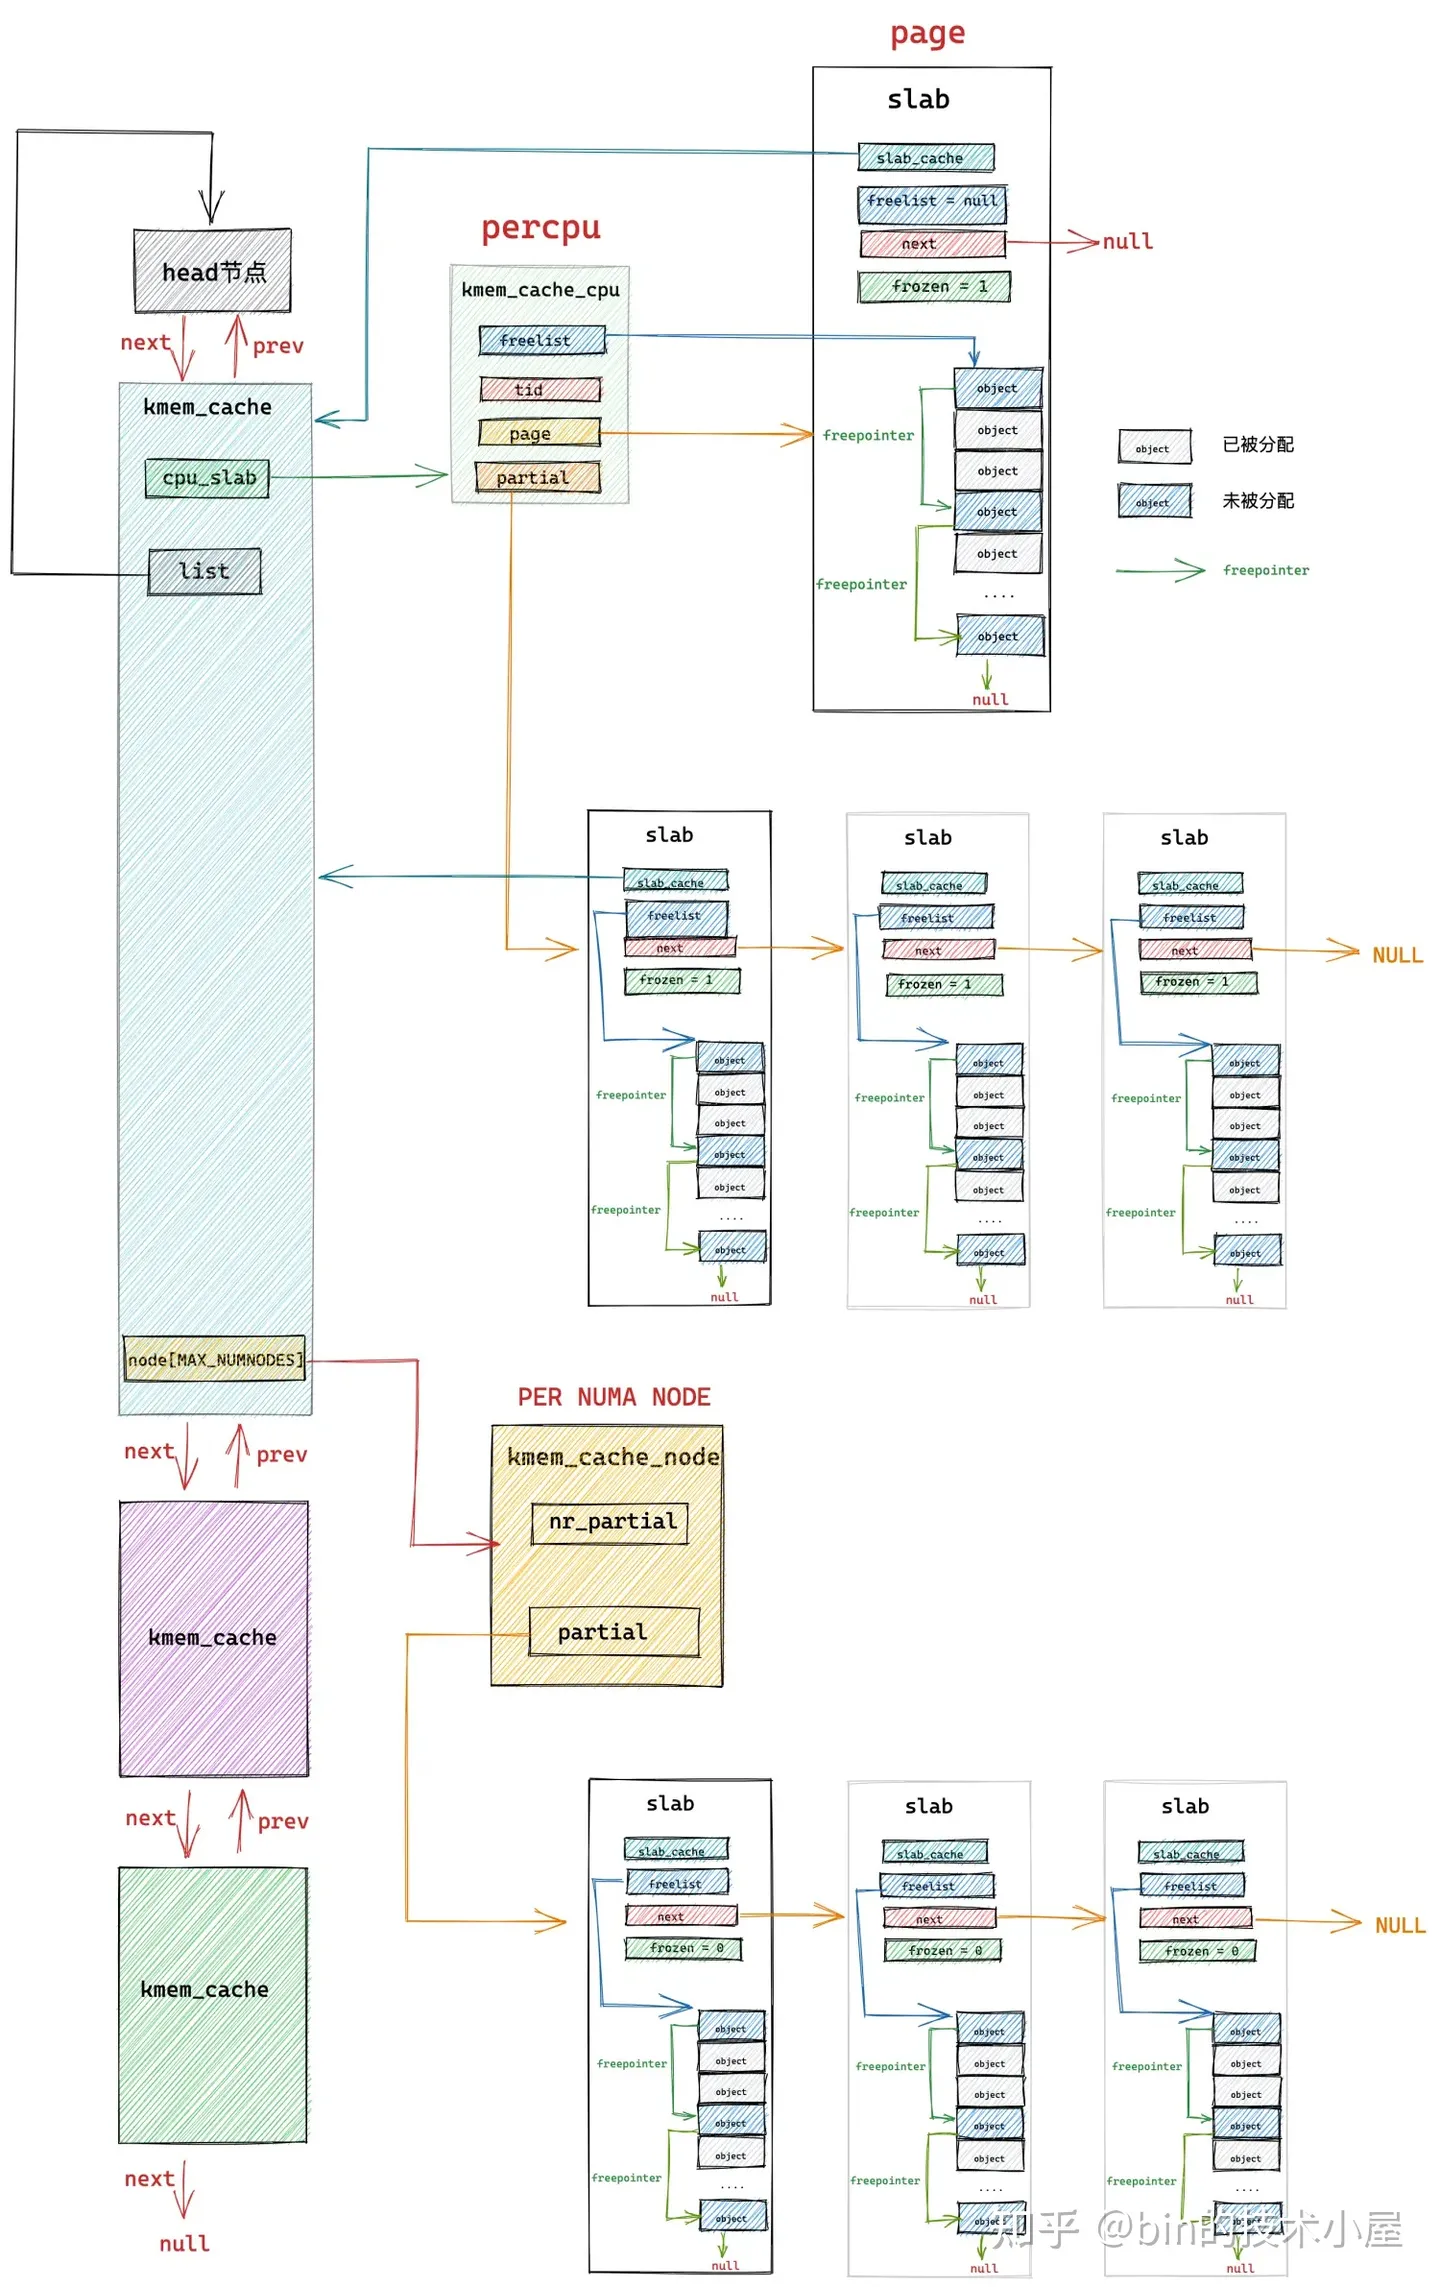 page
slab
slab_cache
freelist = null
next
null
frozen = 1
head节点
next
prev
percpu
kmem_cache_cpu
freelist
tid
page
partial
kmem_cache
cpu_slab
list
object
object
object
object
object
....
object
null
freepointer
freepointer
object
已被分配
object
未被分配
freepointer
slab
slab_cache
freelist
next
frozen = 1
object
object
object
object
object
....
object
null
freepointer
freepointer
slab
slab_cache
freelist
next
frozen = 1
object
object
object
object
object
....
object
null
freepointer
freepointer
slab
slab_cache
freelist
next
frozen = 1
NULL
object
object
object
object
object
....
object
null
freepointer
freepointer
node[MAX_NUMNODES]
next
prev
PER NUMA NODE
kmem_cache_node
nr_partial
partial
kmem_cache
next
prev
kmem_cache
next
null
slab
slab_cache
freelist
next
frozen = 0
object
object
object
object
object
....
object
null
freepointer
freepointer
slab
slab_cache
freelist
next
frozen = 0
object
object
object
object
object
....
object
null
freepointer
freepointer
slab
slab_cache
freelist
next
frozen = 0
NULL
object
object
object
object
object
....
object
null
freepointer
freepointer
知乎 @bin的技术小屋